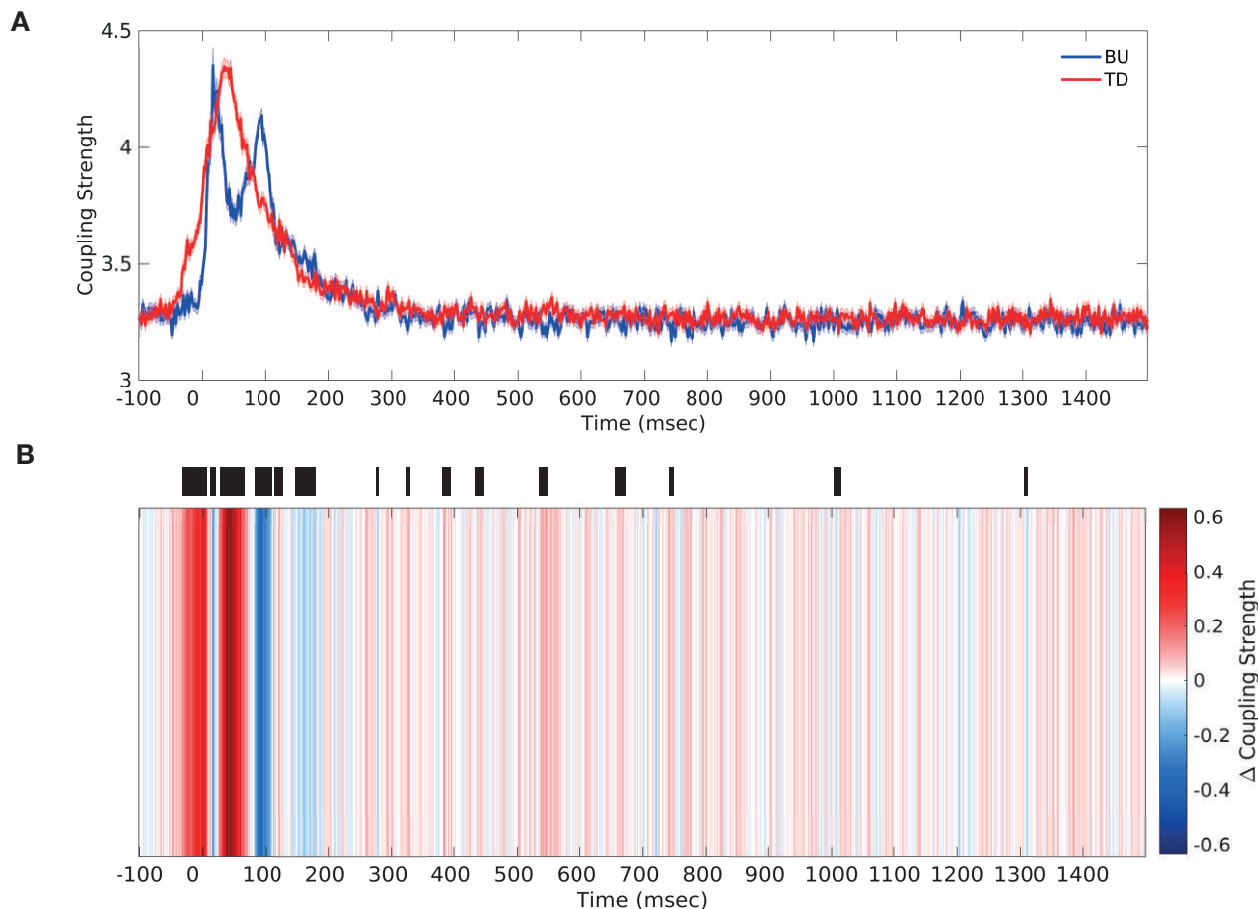 A
4.5
BU
TD
4
Coupling Strength
3.5
3
-100 0 100 200 300 400 500 600 700 800 900 1000 1100 1200 1300 1400
Time (msec)
B
0.6
0.4
0.2
0
-0.2
-0.4
-0.6
Δ Coupling Strength
-100 0 100 200 300 400 500 600 700 800 900 1000 1100 1200 1300 1400
Time (msec)